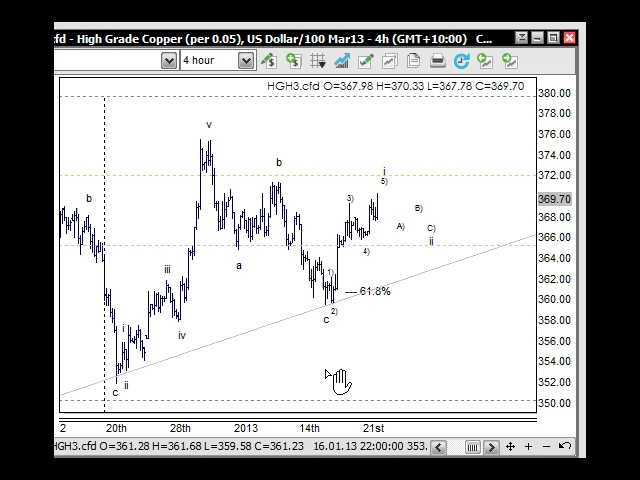 .cfd - High Grade Copper (per 0.05), US Dollar/100 Mar13 - 4h (GMT+10:00) C...
4 hour
HGH3.cfd O=367.98 H=370.33 L=367.78 C=369.70
380.00
378.00
376.00
374.00
372.00
369.70
368.00
366.00
364.00
362.00
360.00
358.00
356.00
354.00
352.00
350.00
v
b
i
5)
b
3)
B)
A)
C)
4)
ii
a
iii
1)
--- 61.8%
2)
c
i
iv
ii
c
2 20th 28th 2013 14th 21st
HGH3.cfd O=361.28 H=361.68 L=359.58 C=361.23 16.01.13 22:00:00 353.